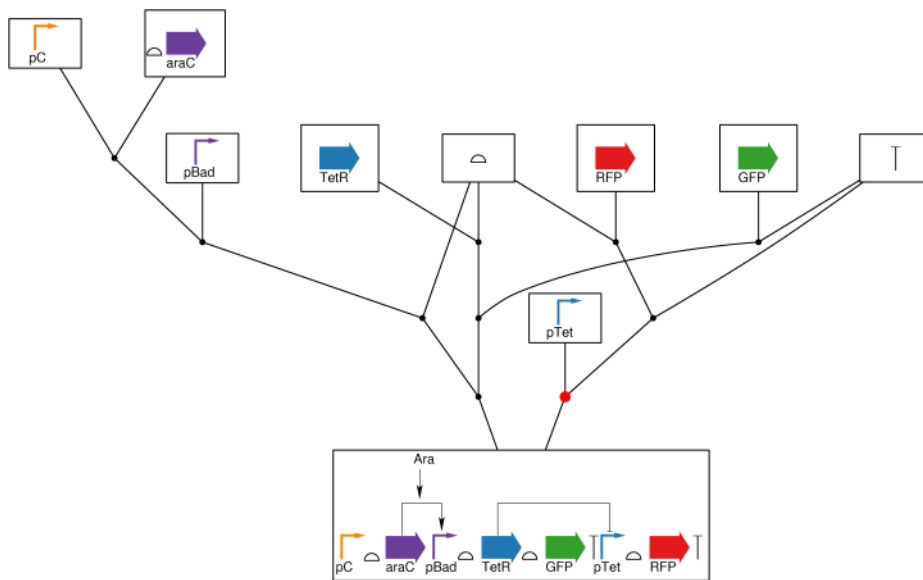 pC
araC
pBad
TetR
RFP
GFP
pTet
Ara
pC araC pBad TetR GFP pTet RFP